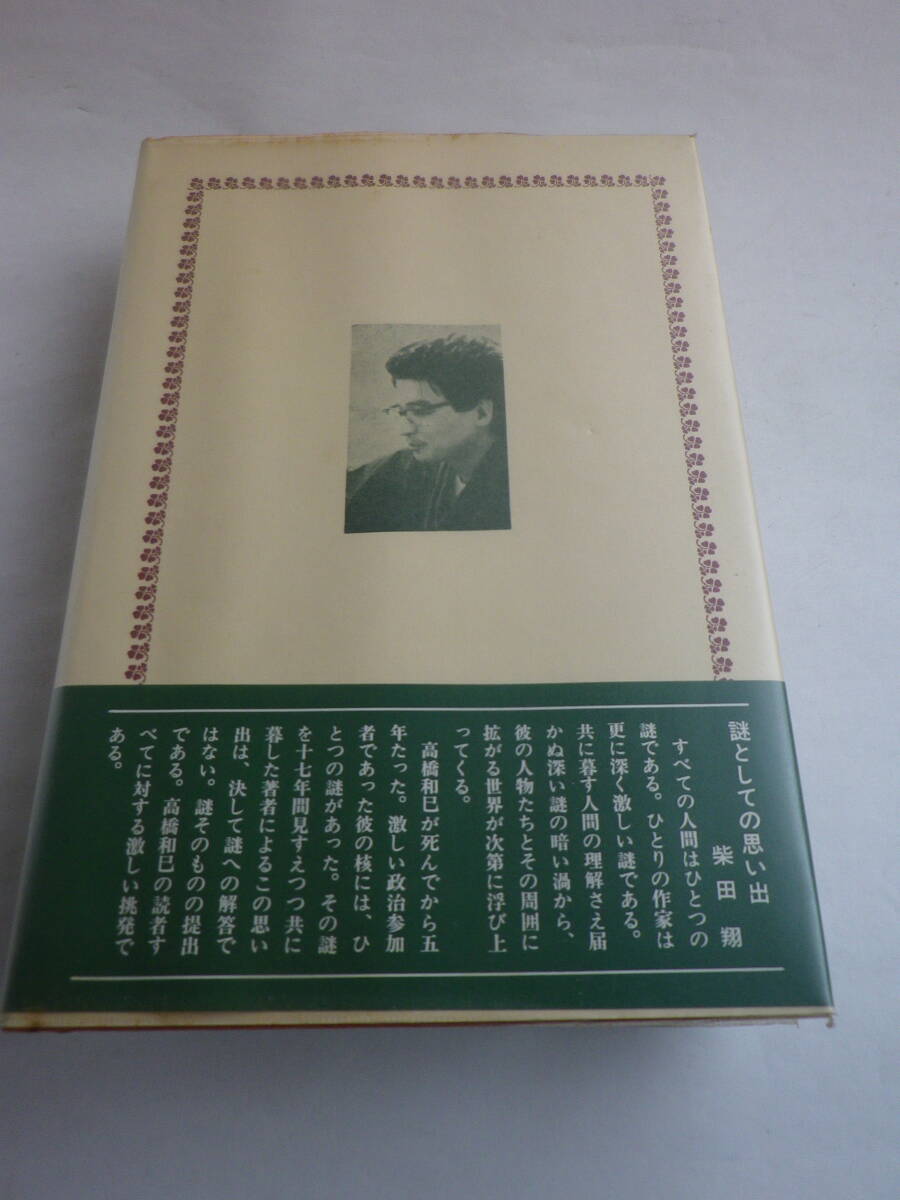 謎としての思い出
柴田翔
すべての人間はひとつの
謎である。ひとりの作家は
更に深く激しい謎である。
共に暮す人間の理解さえ届
かぬ深い謎の暗い渦から、
彼の人物たちとその周囲に
拡がる世界が次第に浮び上
ってくる。
高橋和巳が死んでから五
年たった。激しい政治参加
者であった彼の核には、ひ
とつの謎があった。その謎
を十七年間見すえつつ共に
暮した著者によるこの思い
出は、決して謎への解答で
はない。謎そのものの提出
である。高橋和巳の読者す
べてに対する激しい挑発で
ある。